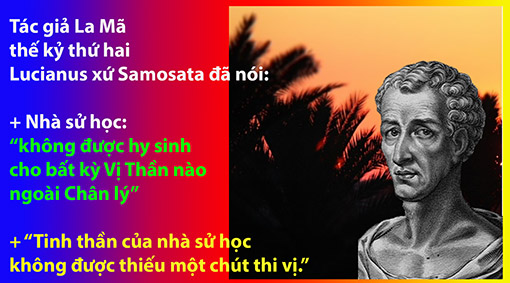 Tác giả La Mã
thế kỷ thứ hai
Lucianus xứ Samosata đã nói:
+ Nhà sử học:
“không được hy sinh
cho bất kỳ Vị Thần nào
ngoài Chân lý”
+ “Tinh thần của nhà sử học
không được thiếu một chút thi vị.”